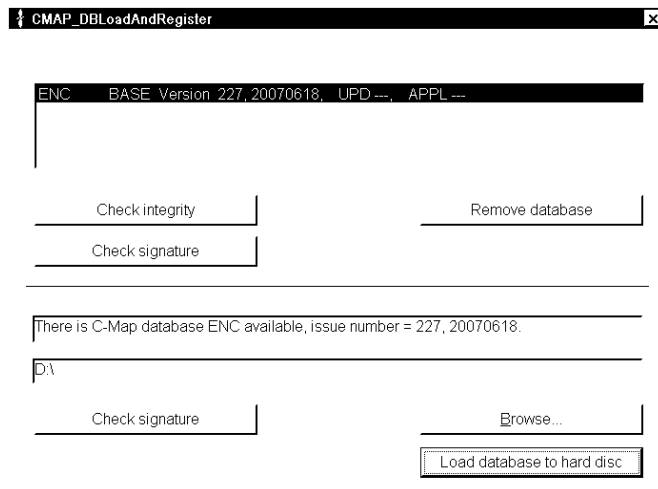 CMAP_DBLoadAndRegister
ENC BASE Version 227, 20070618, UPD ---, APPL ---
Check integrity Remove database
Check signature
There is C-Map database ENC available, issue number = 227, 20070618.
D:\
Check signature Browse...
Load database to hard disc